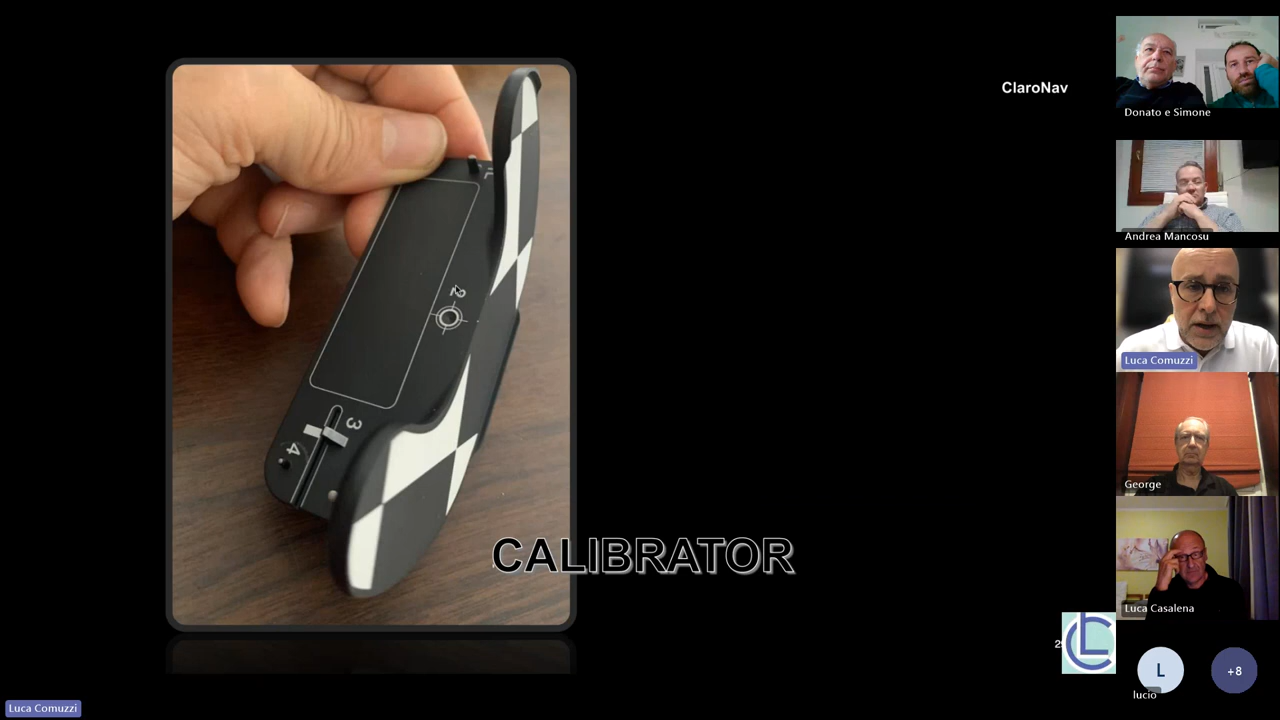 ClaroNav
Donato e Simone
Andrea Mancosu
2
3
Luca Comuzzi
4
George
CALIBRATOR
Luca Casalena
L
+8
lucio
Luca Comuzzi